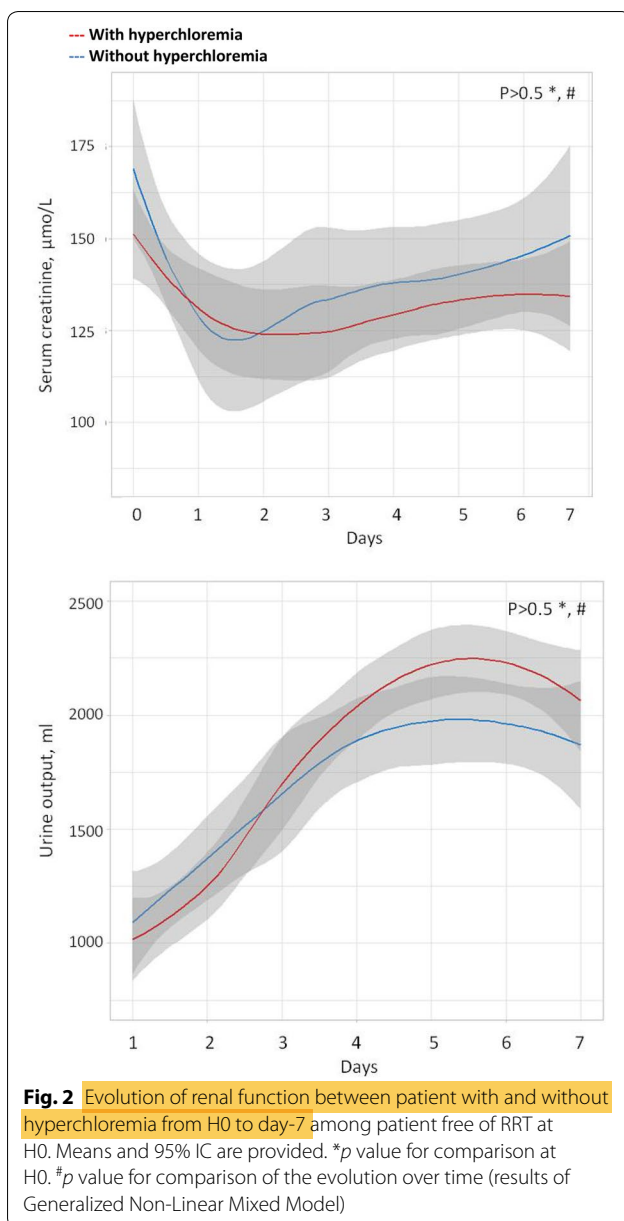 --- With hyperchloremia
--- Without hyperchloremia
P>0.5 *, #
175
150
125
100
Serum creatinine, µmo/L
0 1 2 3 4 5 6 7
Days
P>0.5 *, #
2500
2000
1500
1000
Urine output, ml
1 2 3 4 5 6 7
Days
Fig. 2 Evolution of renal function between patient with and without
hyperchloremia from H0 to day-7 among patient free of RRT at
H0. Means and 95% IC are provided. *p value for comparison at
H0. #p value for comparison of the evolution over time (results of
Generalized Non-Linear Mixed Model)